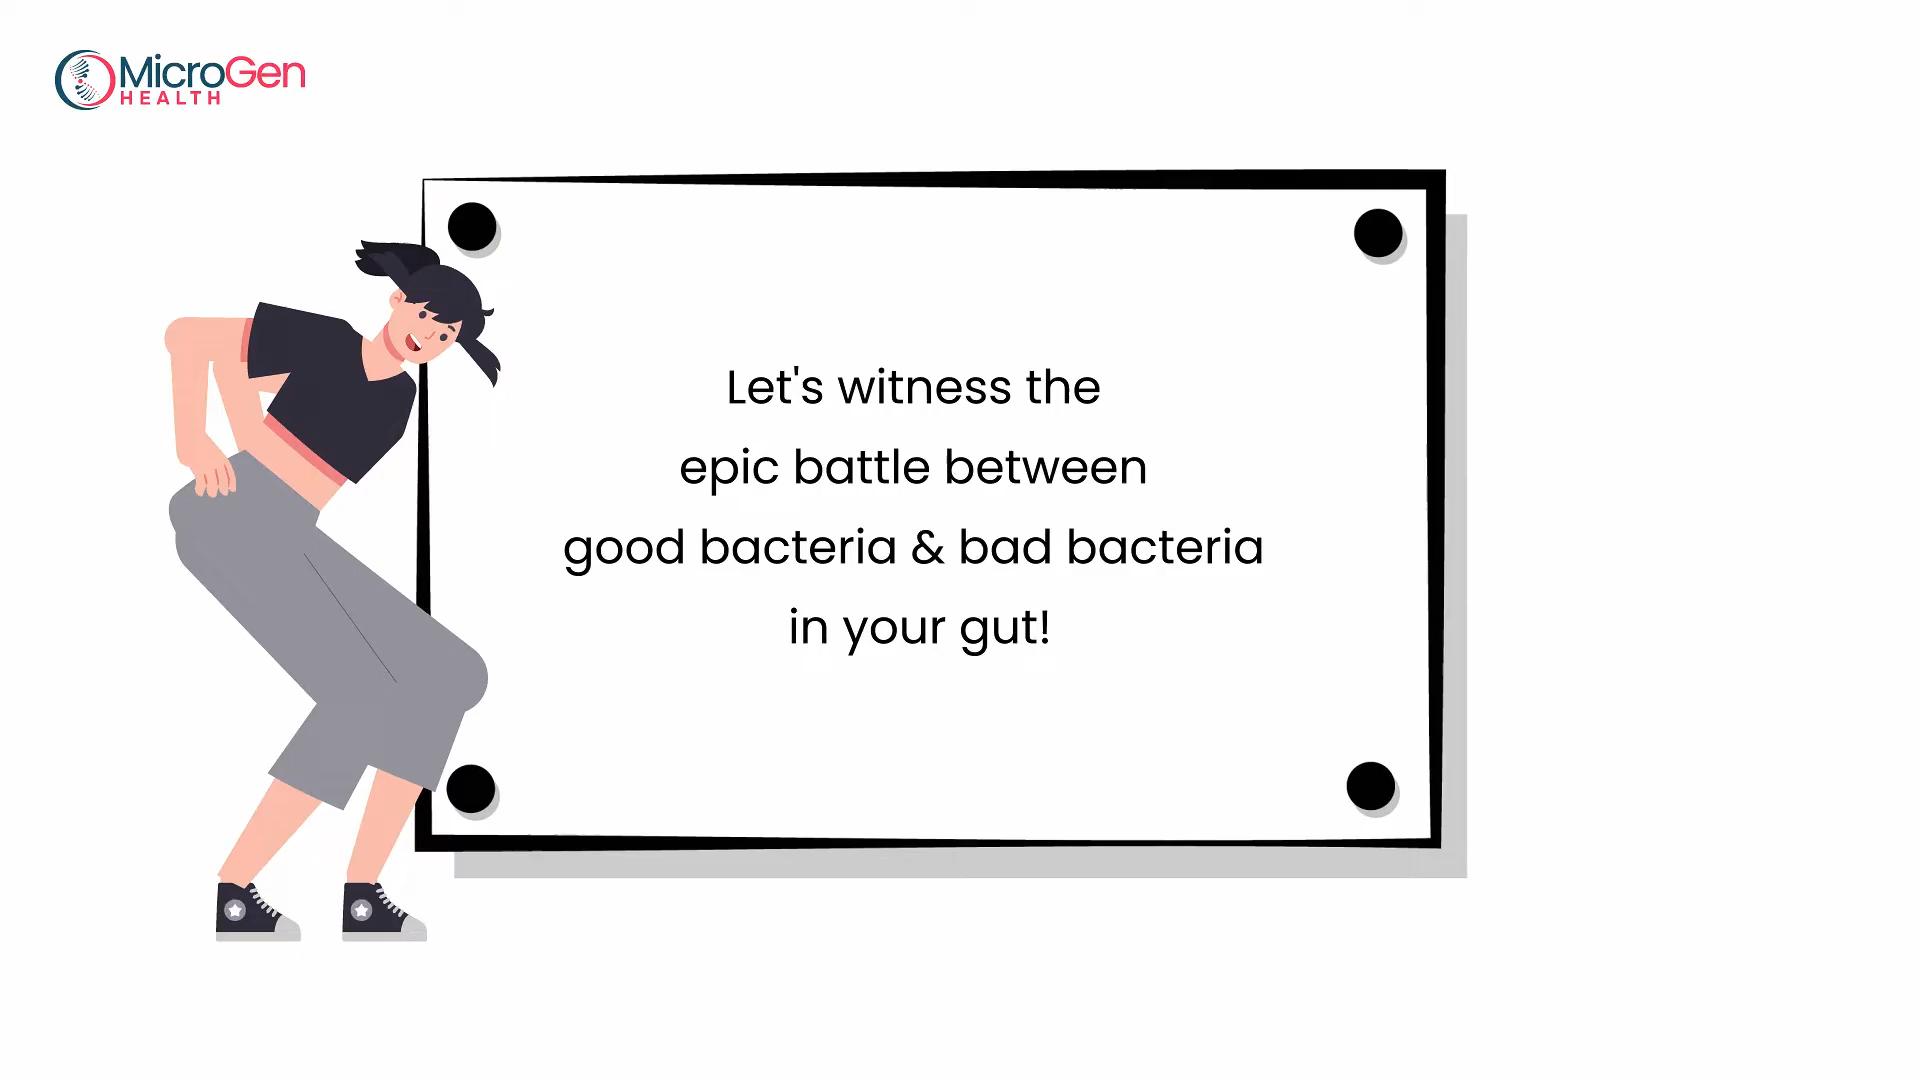 MicroGen
HEALTH
Let's witness the
epic battle between
good bacteria & bad bacteria
in your gut!